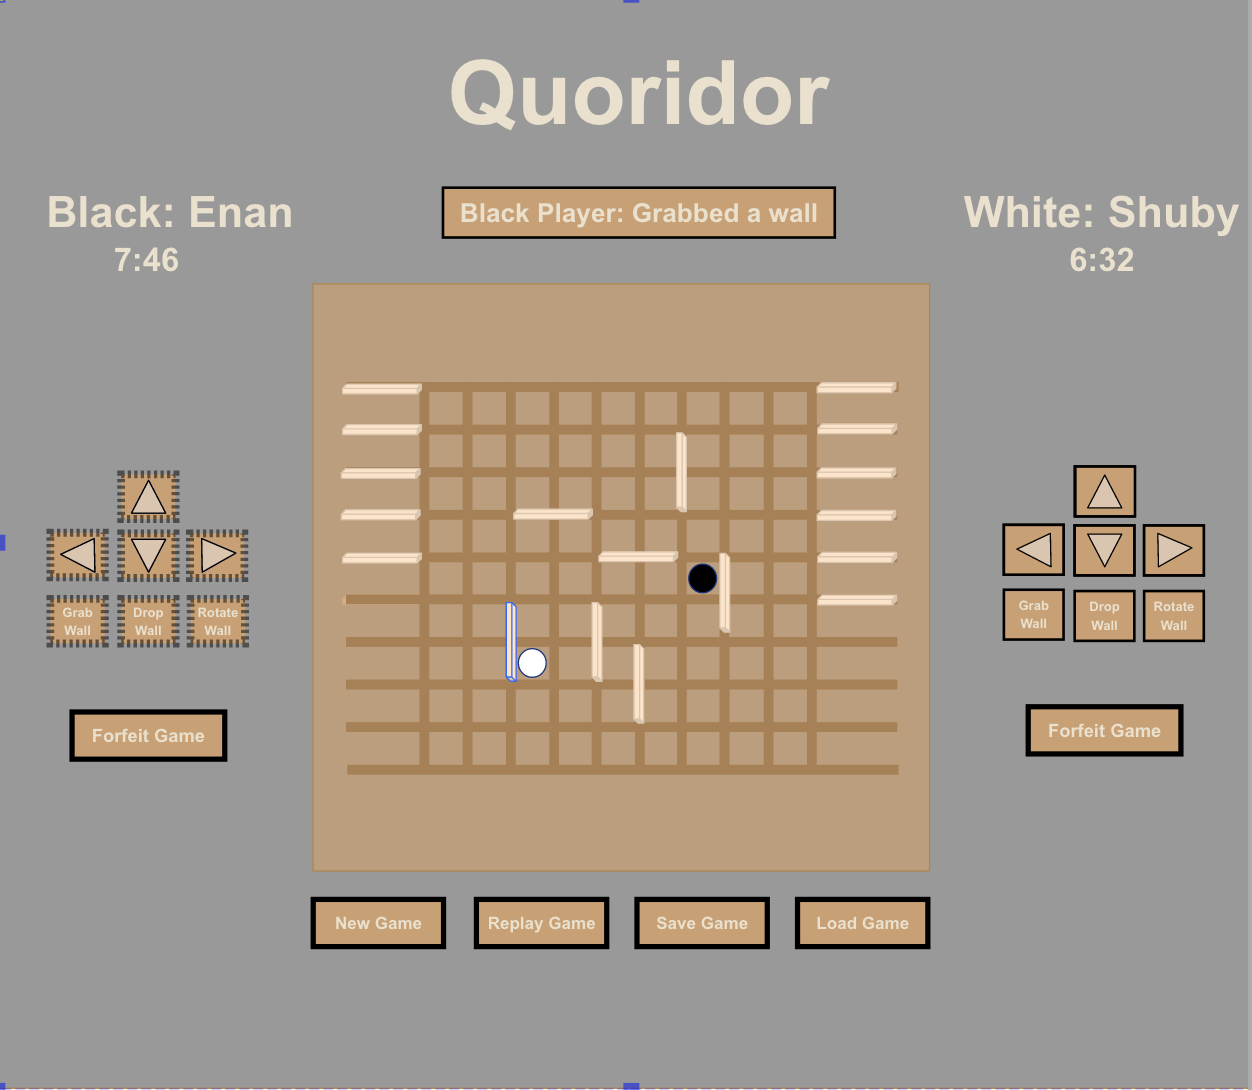 Quoridor
Black: Enan
7:46
Black Player: Grabbed a wall
White: Shuby
6:32
Grab
Wall
Drop
Wall
Rotate
Wall
Forfeit Game
Grab
Wall
Drop
Wall
Rotate
Wall
Forfeit Game
New Game
Replay Game
Save Game
Load Game